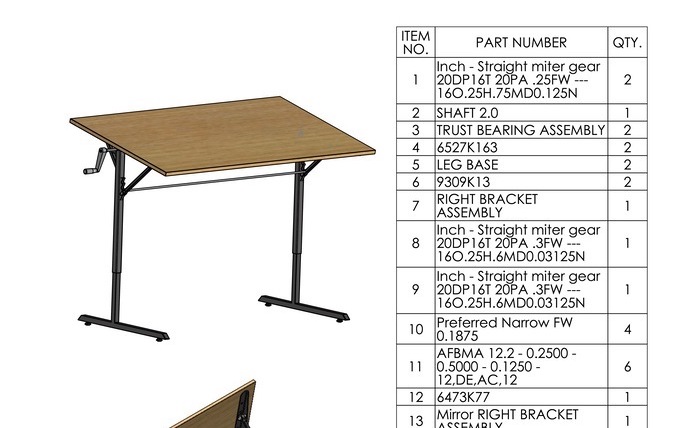 ITEM NO. PART NUMBER QTY.
1 Inch - Straight miter gear 2
20DP16T 20PA .25FW ---
16O.25H.75MD0.125N
2 SHAFT 2.0 1
3 TRUST BEARING ASSEMBLY 2
4 6527K163 2
5 LEG BASE 2
6 9309K13 2
7 RIGHT BRACKET 1
ASSEMBLY
8 Inch - Straight miter gear 1
20DP16T 20PA .3FW ---
16O.25H.6MD0.03125N
9 Inch - Straight miter gear 1
20DP16T 20PA .3FW ---
16O.25H.6MD0.03125N
10 Preferred Narrow FW 4
0.1875
11 AFBMA 12.2 - 0.2500 - 6
0.5000 - 0.1250 -
12,DE,AC,12
12 6473K77 1
13 Mirror RIGHT BRACKET 1
ASSEMBLY